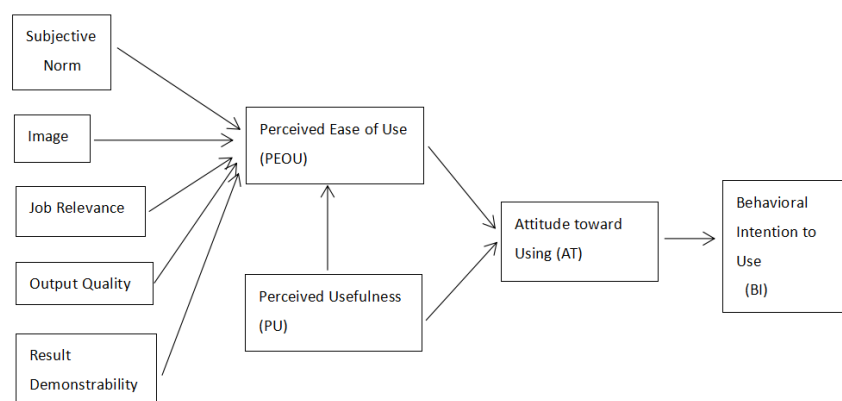 Subjective
Norm
Image
Job Relevance
Output Quality
Result
Demonstrability
Perceived Ease of Use
(PEOU)
Perceived Usefulness
(PU)
Attitude toward
Using (AT)
Behavioral
Intention to
Use
(BI)